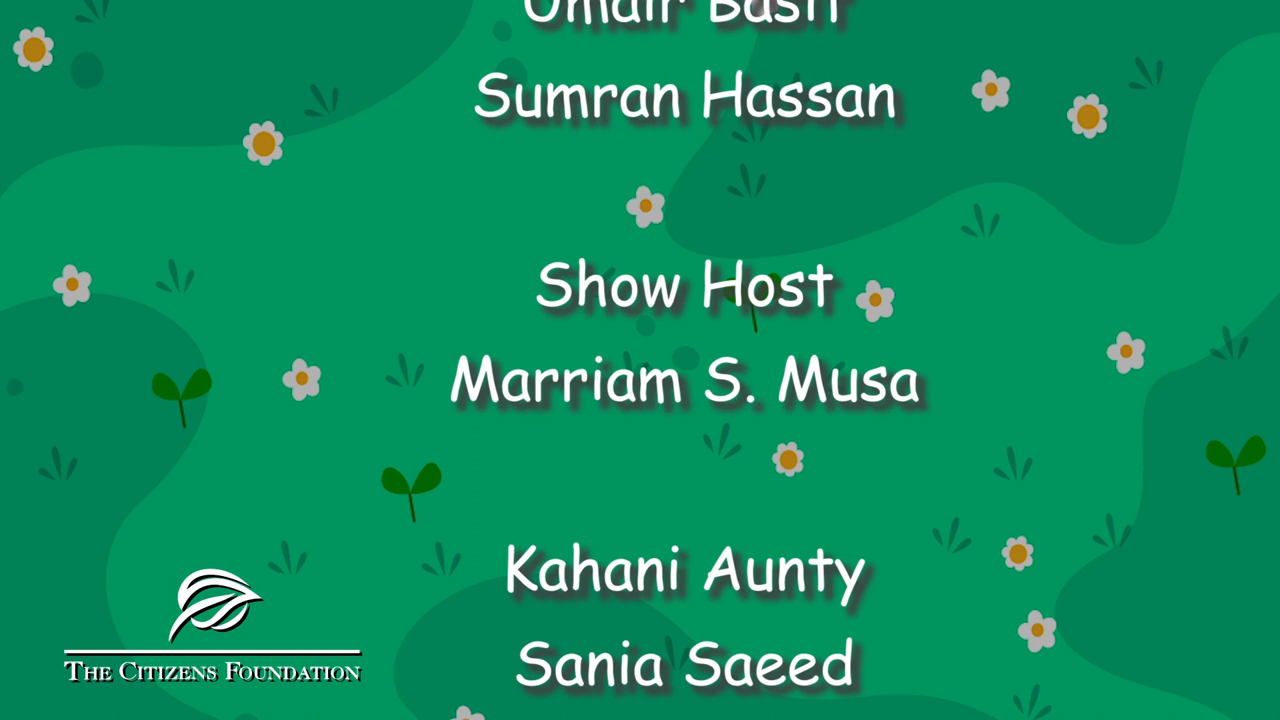 Sumran Hassan
Show Host
Marriam S. Musa
Kahani Aunty
Sania Saeed
THE CITIZENS FOUNDATION